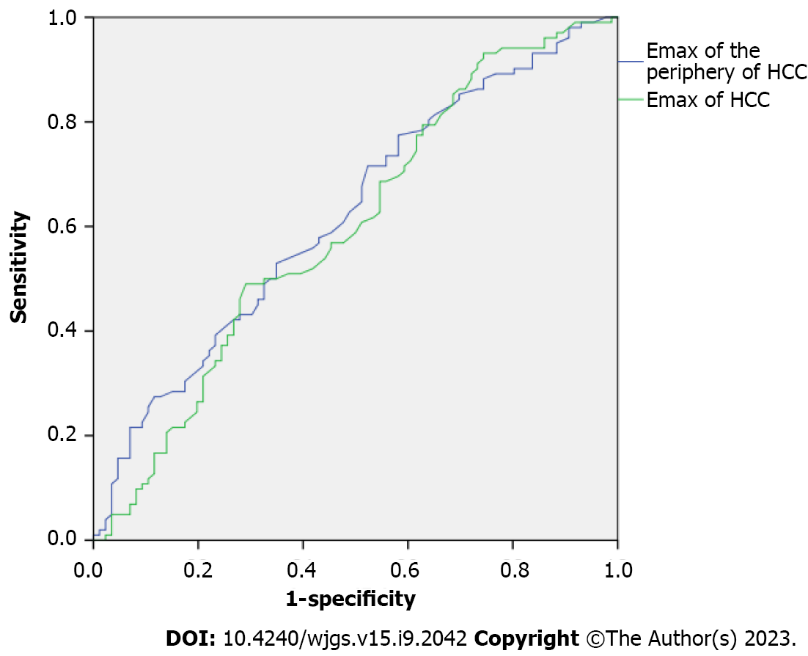 1.0
0.8
0.6
0.4
0.2
0.0
Sensitivity
0.0 0.2 0.4 0.6 0.8 1.0
1-specificity
Emax of the
periphery of HCC
Emax of HCC
DOI: 10.4240/wjgs.v15.i9.2042 Copyright ©The Author(s) 2023.